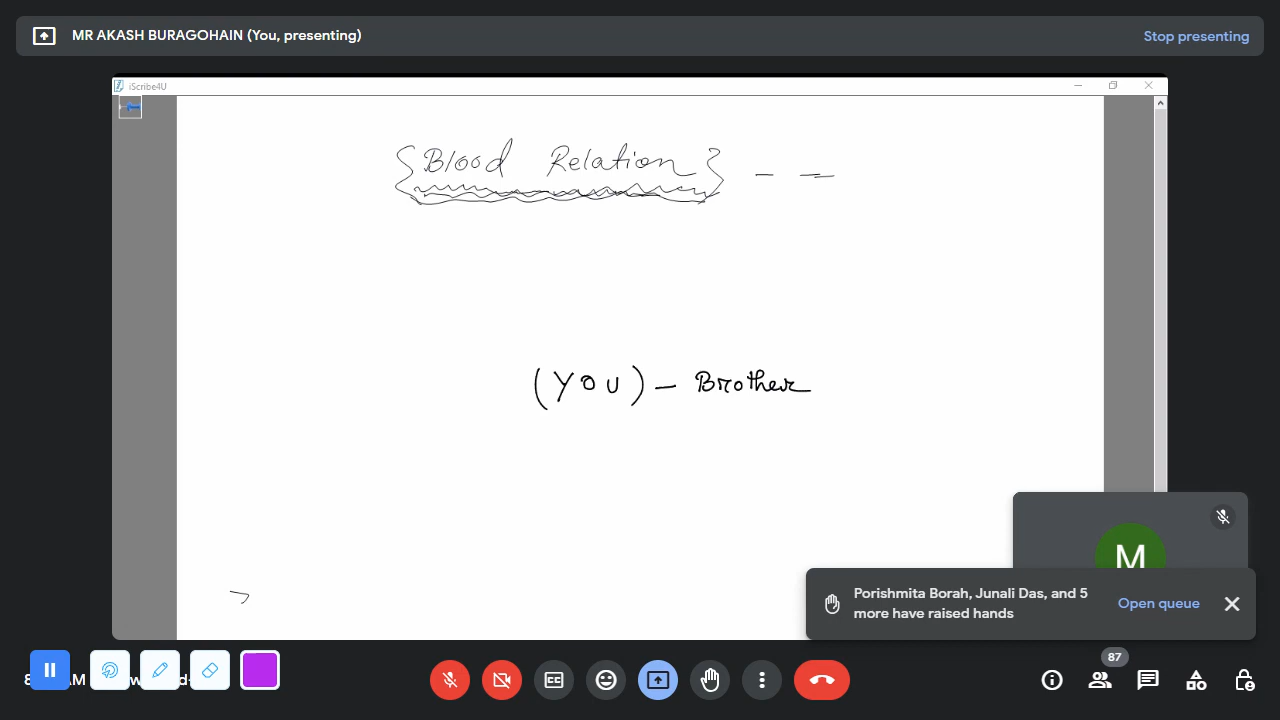 MR AKASH BURAGOHAIN (You, presenting)
Stop presenting
iScribe4U
{Blood Relation} - =
(YOU) - Brother
M
Porishmita Borah, Junali Das, and 5
more have raised hands
Open queue
87
AM